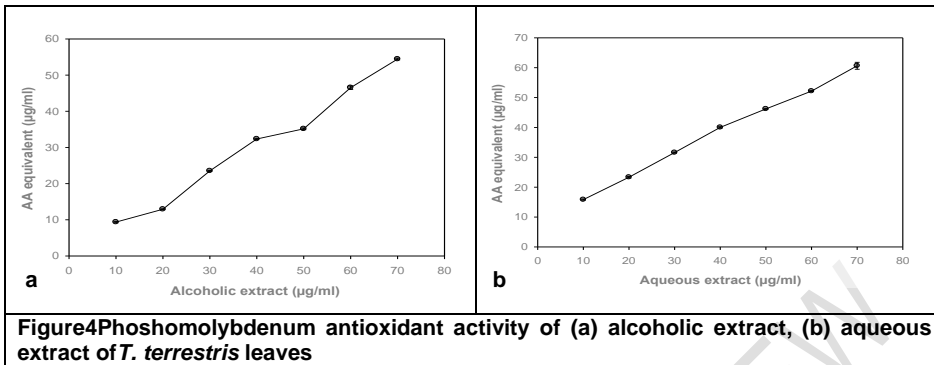 60
50
40
30
20
10
0
AA equivalent (µg/ml)
0 10 20 30 40 50 60 70 80
Alcoholic extract (µg/ml)
a
70
60
50
40
30
20
10
0
AA equivalent (µg/ml)
0 10 20 30 40 50 60 70 80
Aqueous extract (µg/ml)
b
Figure4Phoshomolybdenum antioxidant activity of (a) alcoholic extract, (b) aqueous
extract of T. terrestris leaves